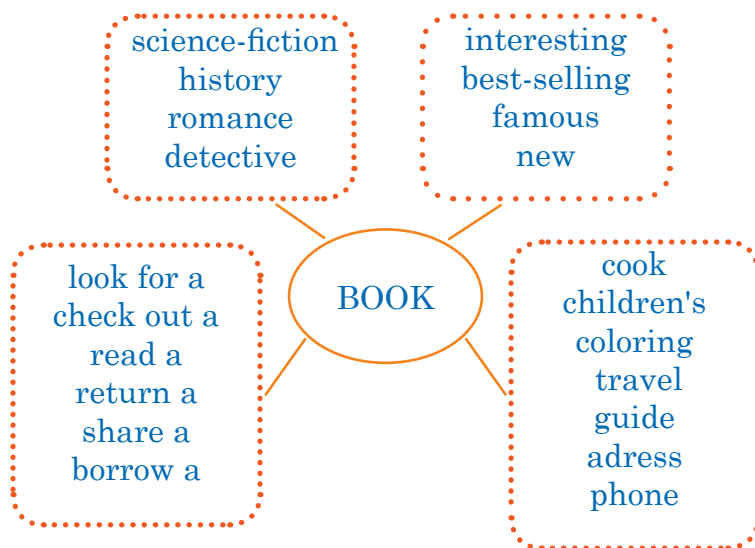 science-fiction
history
romance
detective
interesting
best-selling
famous
new
BOOK
look for a
check out a
read a
return a
share a
borrow a
cook
children's
coloring
travel
guide
adress
phone